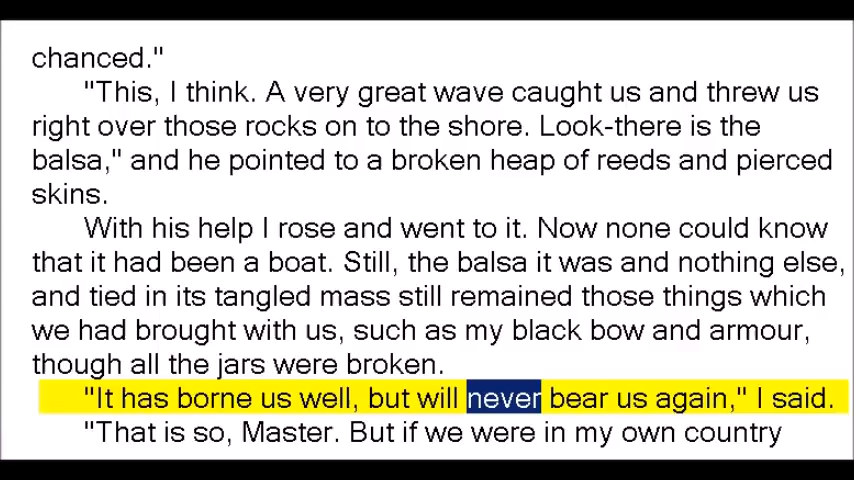 chanced."
"This, I think. A very great wave caught us and threw us
right over those rocks on to the shore. Look-there is the
balsa," and he pointed to a broken heap of reeds and pierced
skins.
With his help I rose and went to it. Now none could know
that it had been a boat. Still, the balsa it was and nothing else,
and tied in its tangled mass still remained those things which
we had brought with us, such as my black bow and armour,
though all the jars were broken.
"It has borne us well, but will never bear us again," I said.
"That is so, Master. But if we were in my own country